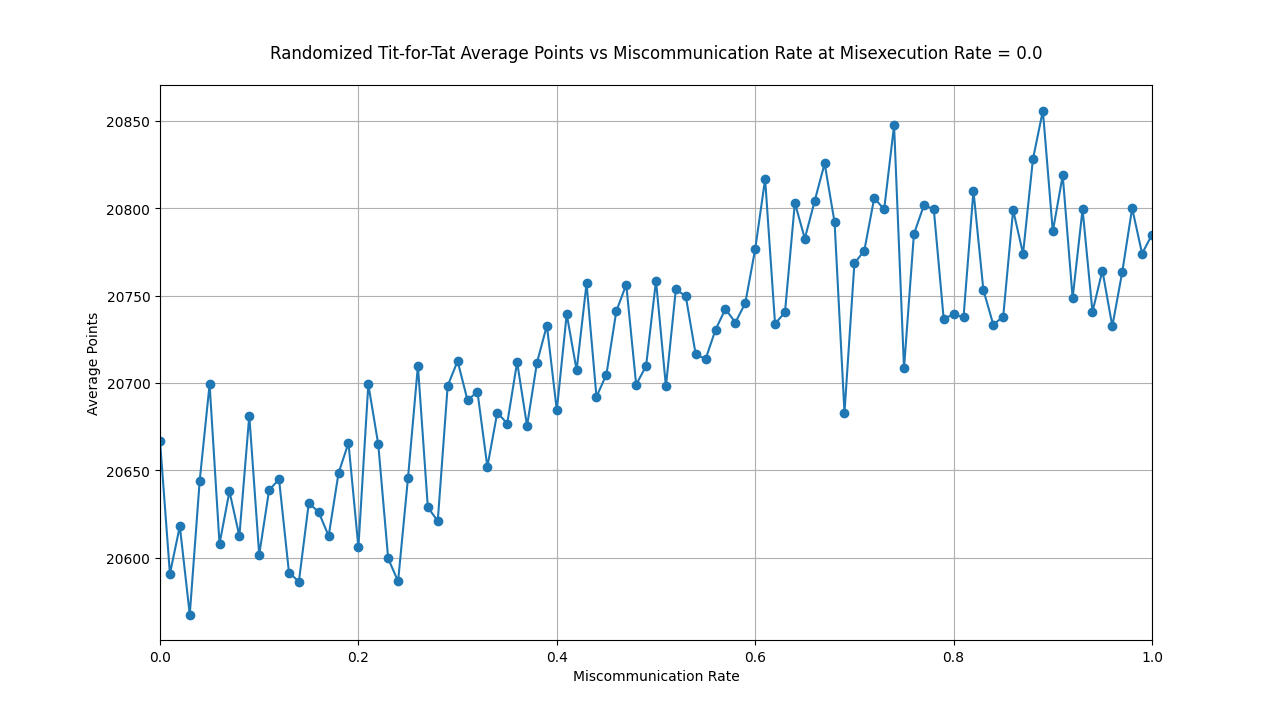 Randomized Tit-for-Tat Average Points vs Miscommunication Rate at Misexecution Rate = 0.0
20850
20800
20750
20700
20650
20600
Average Points
0.0 0.2 0.4 0.6 0.8 1.0
Miscommunication Rate